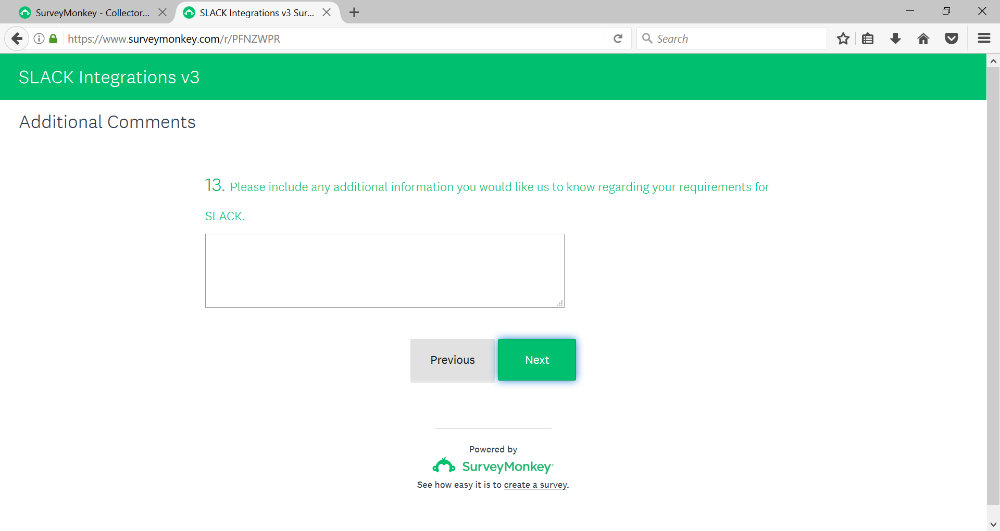 SurveyMonkey - Collector...
SLACK Integrations v3 Sur...
https://www.surveymonkey.com/r/PFNZWPR
Search
SLACK Integrations v3
Additional Comments
13. Please include any additional information you would like us to know regarding your requirements for
SLACK.
Previous
Next
Powered by
SurveyMonkey
See how easy it is to create a survey.